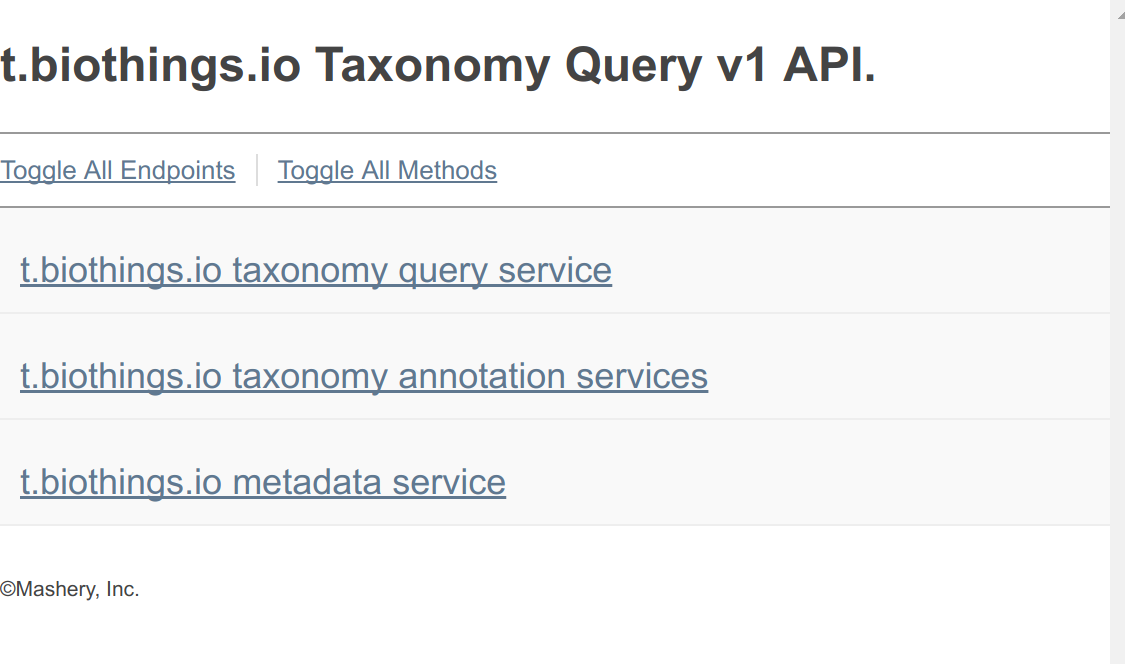 t.biothings.io Taxonomy Query v1 API.
Toggle All Endpoints Toggle All Methods
t.biothings.io taxonomy query service
t.biothings.io taxonomy annotation services
t.biothings.io metadata service
©Mashery, Inc.